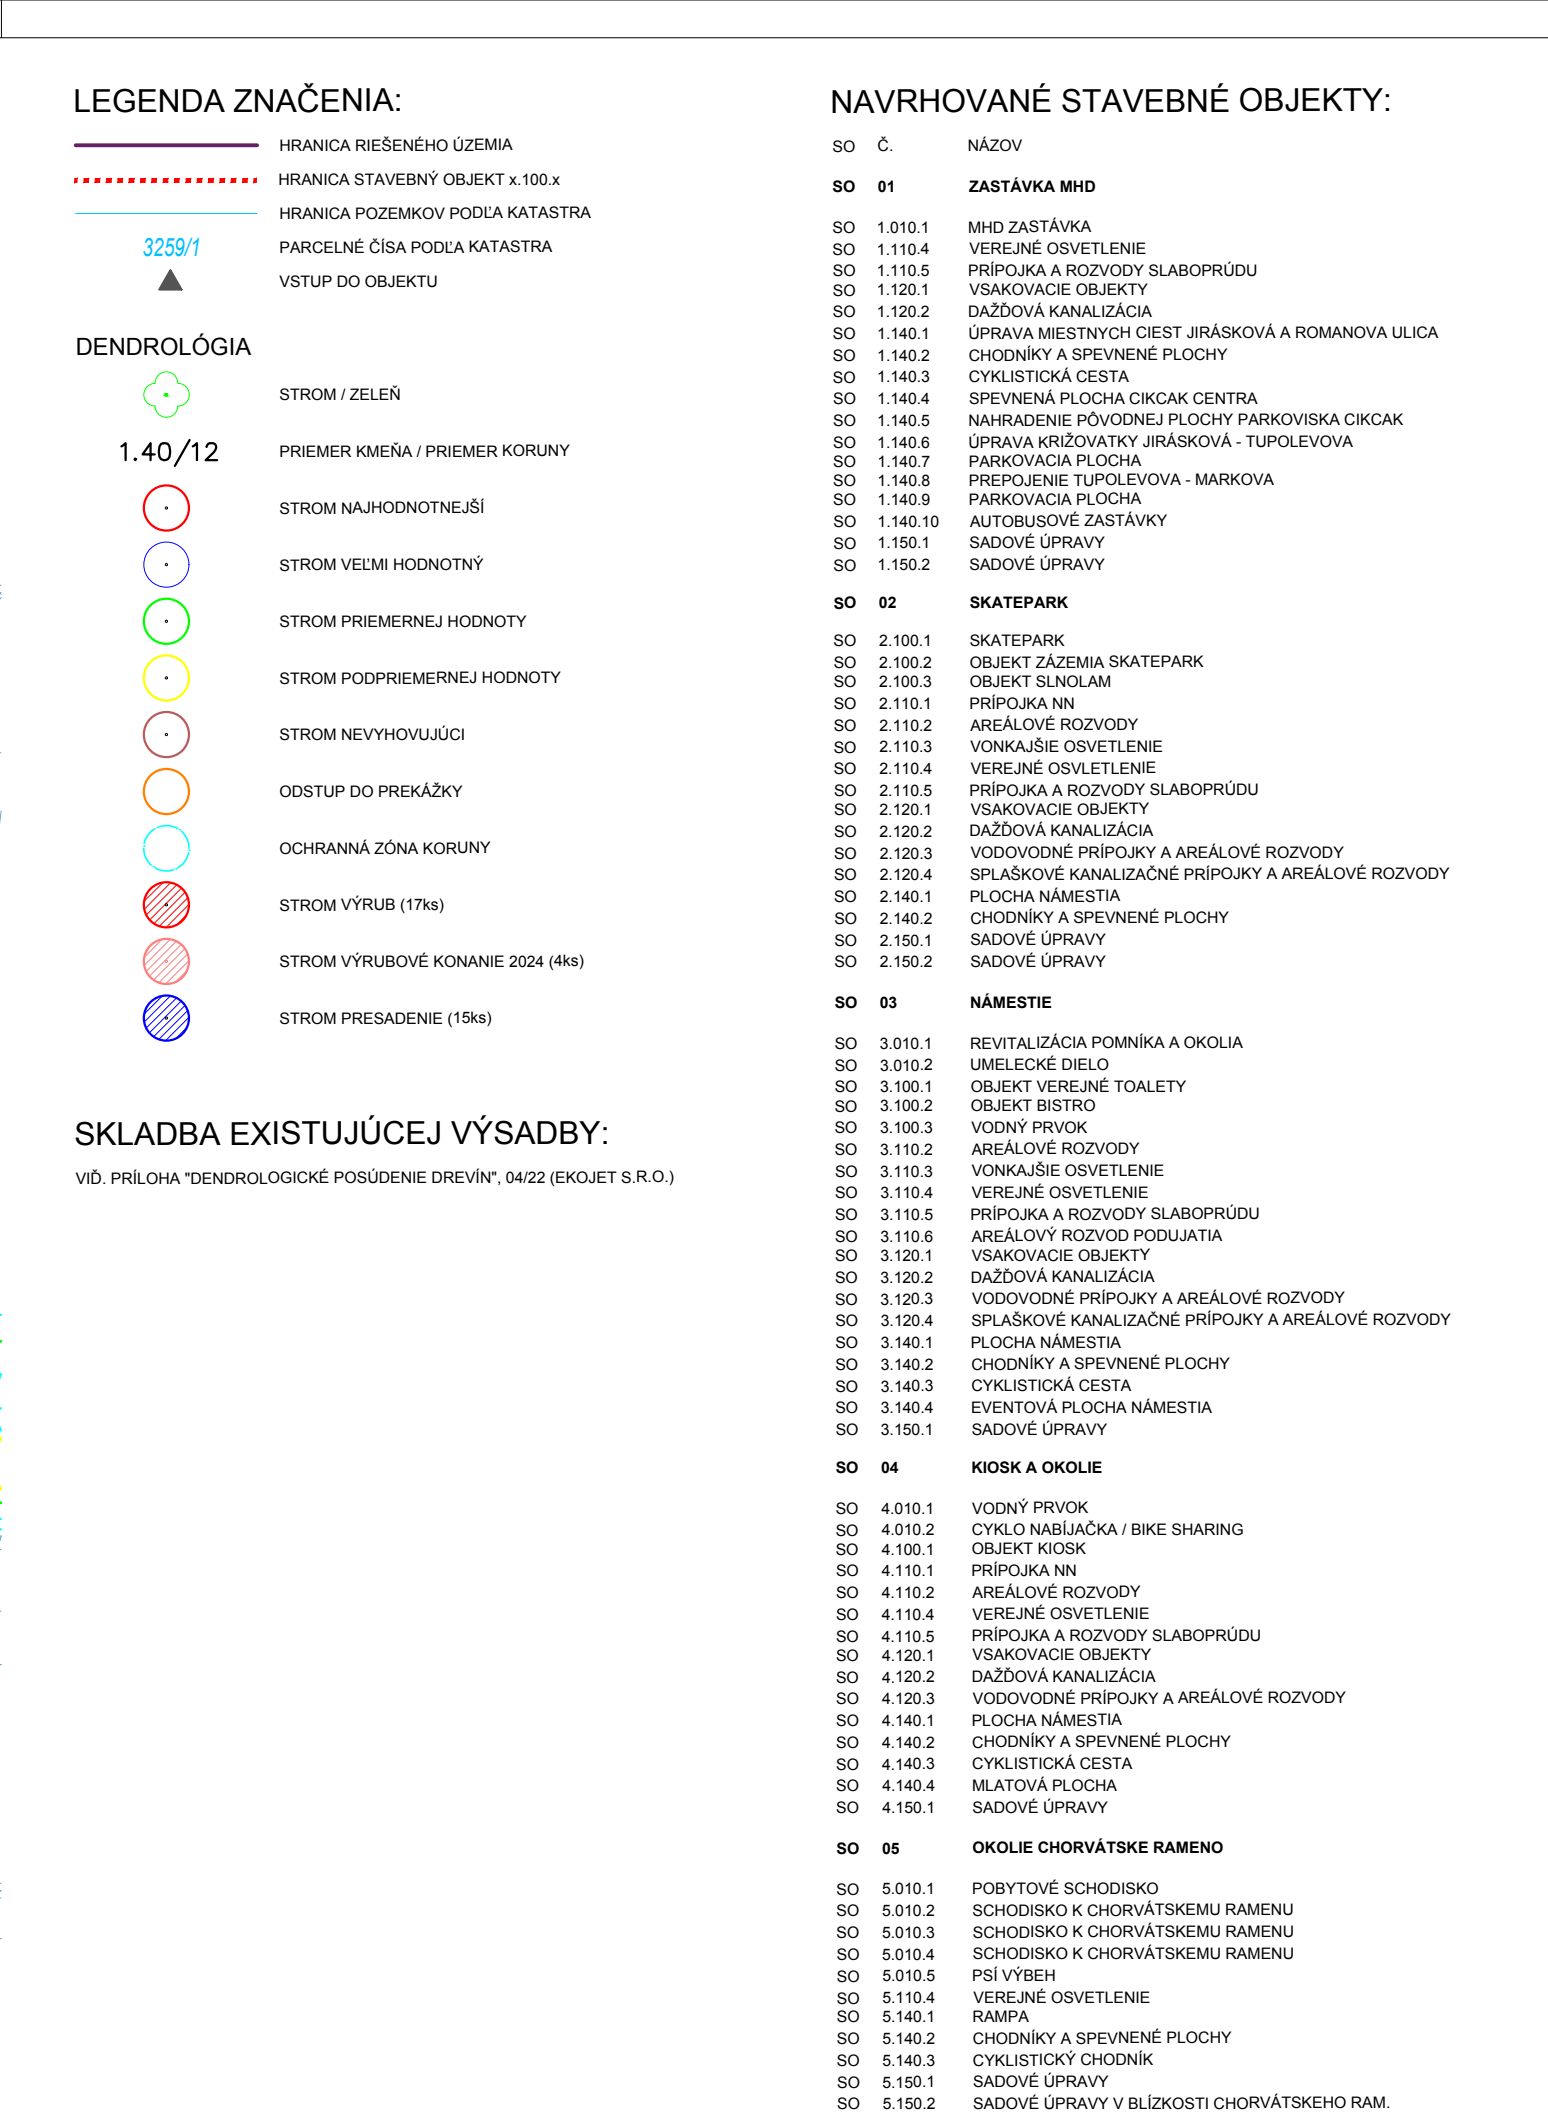 LEGENDA ZNAČENIA:
HRANICA RIEŠENÉHO ÚZEMIA
HRANICA STAVEBNÝ OBJEKT x.100.x
HRANICA POZEMKOV PODĽA KATASTRA
3259/1 PARCELNÉ ČÍSA PODĽA KATASTRA
VSTUP DO OBJEKTU
DENDROLÓGIA
STROM / ZELEŇ
1.40/12 PRIEMER KMEŇA / PRIEMER KORUNY
STROM NAJHODNOTNEJŠÍ
STROM VEĽMI HODNOTNÝ
STROM PRIEMERNEJ HODNOTY
STROM PODPRIEMERNEJ HODNOTY
STROM NEVYHOVUJÚCI
ODSTUP DO PREKÁŽKY
OCHRANNÁ ZÓNA KORUNY
STROM VÝRUB (17ks)
STROM VÝRUBOVÉ KONANIE 2024 (4ks)
STROM PRESADENIE (15ks)
SKLADBA EXISTUJÚCEJ VÝSADBY:
VIĎ. PRÍLOHA "DENDROLOGICKÉ POSÚDENIE DREVÍN", 04/22 (EKOJET S.R.O.)
NAVRHOVANÉ STAVEBNÉ OBJEKTY:
SO Č. NÁZOV
SO 01 ZASTÁVKA MHD
SO 1.010.1 MHD ZASTÁVKA
SO 1.110.4 VEREJNÉ OSVETLENIE
SO 1.110.5 PRÍPOJKA A ROZVODY SLABOPRÚDU
SO 1.120.1 VSAKOVACIE OBJEKTY
SO 1.120.2 DAŽĎOVÁ KANALIZÁCIA
SO 1.140.1 ÚPRAVA MIESTNYCH CIEST JIRÁSKOVÁ A ROMANOVA ULICA
SO 1.140.2 CHODNÍKY A SPEVNENÉ PLOCHY
SO 1.140.3 CYKLISTICKÁ CESTA
SO 1.140.4 SPEVNENÁ PLOCHA CIKCAK CENTRA
SO 1.140.5 NAHRADENIE PÔVODNEJ PLOCHY PARKOVISKA CIKCAK
SO 1.140.6 ÚPRAVA KRIŽOVATKY JIRÁSKOVÁ - TUPOLEVOVA
SO 1.140.7 PARKOVACIA PLOCHA
SO 1.140.8 PREPOJENIE TUPOLEVOVA - MARKOVA
SO 1.140.9 PARKOVACIA PLOCHA
SO 1.140.10 AUTOBUSOVÉ ZASTÁVKY
SO 1.150.1 SADOVÉ ÚPRAVY
SO 1.150.2 SADOVÉ ÚPRAVY
SO 02 SKATEPARK
SO 2.100.1 SKATEPARK
SO 2.100.2 OBJEKT ZÁZEMIA SKATEPARK
SO 2.100.3 OBJEKT SLNOLAM
SO 2.110.1 PRÍPOJKA NN
SO 2.110.2 AREÁLOVÉ ROZVODY
SO 2.110.3 VONKAJŠIE OSVETLENIE
SO 2.110.4 VEREJNÉ OSVLETLENIE
SO 2.110.5 PRÍPOJKA A ROZVODY SLABOPRÚDU
SO 2.120.1 VSAKOVACIE OBJEKTY
SO 2.120.2 DAŽĎOVÁ KANALIZÁCIA
SO 2.120.3 VODOVODNÉ PRÍPOJKY A AREÁLOVÉ ROZVODY
SO 2.120.4 SPLAŠKOVÉ KANALIZAČNÉ PRÍPOJKY A AREÁLOVÉ ROZVODY
SO 2.140.1 PLOCHA NÁMESTIA
SO 2.140.2 CHODNÍKY A SPEVNENÉ PLOCHY
SO 2.150.1 SADOVÉ ÚPRAVY
SO 2.150.2 SADOVÉ ÚPRAVY
SO 03 NÁMESTIE
SO 3.010.1 REVITALIZÁCIA POMNÍKA A OKOLIA
SO 3.010.2 UMELECKÉ DIELO
SO 3.100.1 OBJEKT VEREJNÉ TOALETY
SO 3.100.2 OBJEKT BISTRO
SO 3.100.3 VODNÝ PRVOK
SO 3.110.2 AREÁLOVÉ ROZVODY
SO 3.110.3 VONKAJŠIE OSVETLENIE
SO 3.110.4 VEREJNÉ OSVETLENIE
SO 3.110.5 PRÍPOJKA A ROZVODY SLABOPRÚDU
SO 3.110.6 AREÁLOVÝ ROZVOD PODUJATIA
SO 3.120.1 VSAKOVACIE OBJEKTY
SO 3.120.2 DAŽĎOVÁ KANALIZÁCIA
SO 3.120.3 VODOVODNÉ PRÍPOJKY A AREÁLOVÉ ROZVODY
SO 3.120.4 SPLAŠKOVÉ KANALIZAČNÉ PRÍPOJKY A AREÁLOVÉ ROZVODY
SO 3.140.1 PLOCHA NÁMESTIA
SO 3.140.2 CHODNÍKY A SPEVNENÉ PLOCHY
SO 3.140.3 CYKLISTICKÁ CESTA
SO 3.140.4 EVENTOVÁ PLOCHA NÁMESTIA
SO 3.150.1 SADOVÉ ÚPRAVY
SO 04 KIOSK A OKOLIE
SO 4.010.1 VODNÝ PRVOK
SO 4.010.2 CYKLO NABÍJAČKA / BIKE SHARING
SO 4.100.1 OBJEKT KIOSK
SO 4.110.1 PRÍPOJKA NN
SO 4.110.2 AREÁLOVÉ ROZVODY
SO 4.110.4 VEREJNÉ OSVETLENIE
SO 4.110.5 PRÍPOJKA A ROZVODY SLABOPRÚDU
SO 4.120.1 VSAKOVACIE OBJEKTY
SO 4.120.2 DAŽĎOVÁ KANALIZÁCIA
SO 4.120.3 VODOVODNÉ PRÍPOJKY A AREÁLOVÉ ROZVODY
SO 4.140.1 PLOCHA NÁMESTIA
SO 4.140.2 CHODNÍKY A SPEVNENÉ PLOCHY
SO 4.140.3 CYKLISTICKÁ CESTA
SO 4.140.4 MLATOVÁ PLOCHA
SO 4.150.1 SADOVÉ ÚPRAVY
SO 05 OKOLIE CHORVÁTSKE RAMENO
SO 5.010.1 POBYTOVÉ SCHODISKO
SO 5.010.2 SCHODISKO K CHORVÁTSKEMU RAMENU
SO 5.010.3 SCHODISKO K CHORVÁTSKEMU RAMENU
SO 5.010.4 SCHODISKO K CHORVÁTSKEMU RAMENU
SO 5.010.5 PSÍ VÝBEH
SO 5.110.4 VEREJNÉ OSVETLENIE
SO 5.140.1 RAMPA
SO 5.140.2 CHODNÍKY A SPEVNENÉ PLOCHY
SO 5.140.3 CYKLISTICKÝ CHODNÍK
SO 5.150.1 SADOVÉ ÚPRAVY
SO 5.150.2 SADOVÉ ÚPRAVY V BLÍZKOSTI CHORVÁTSKEHO RAM.